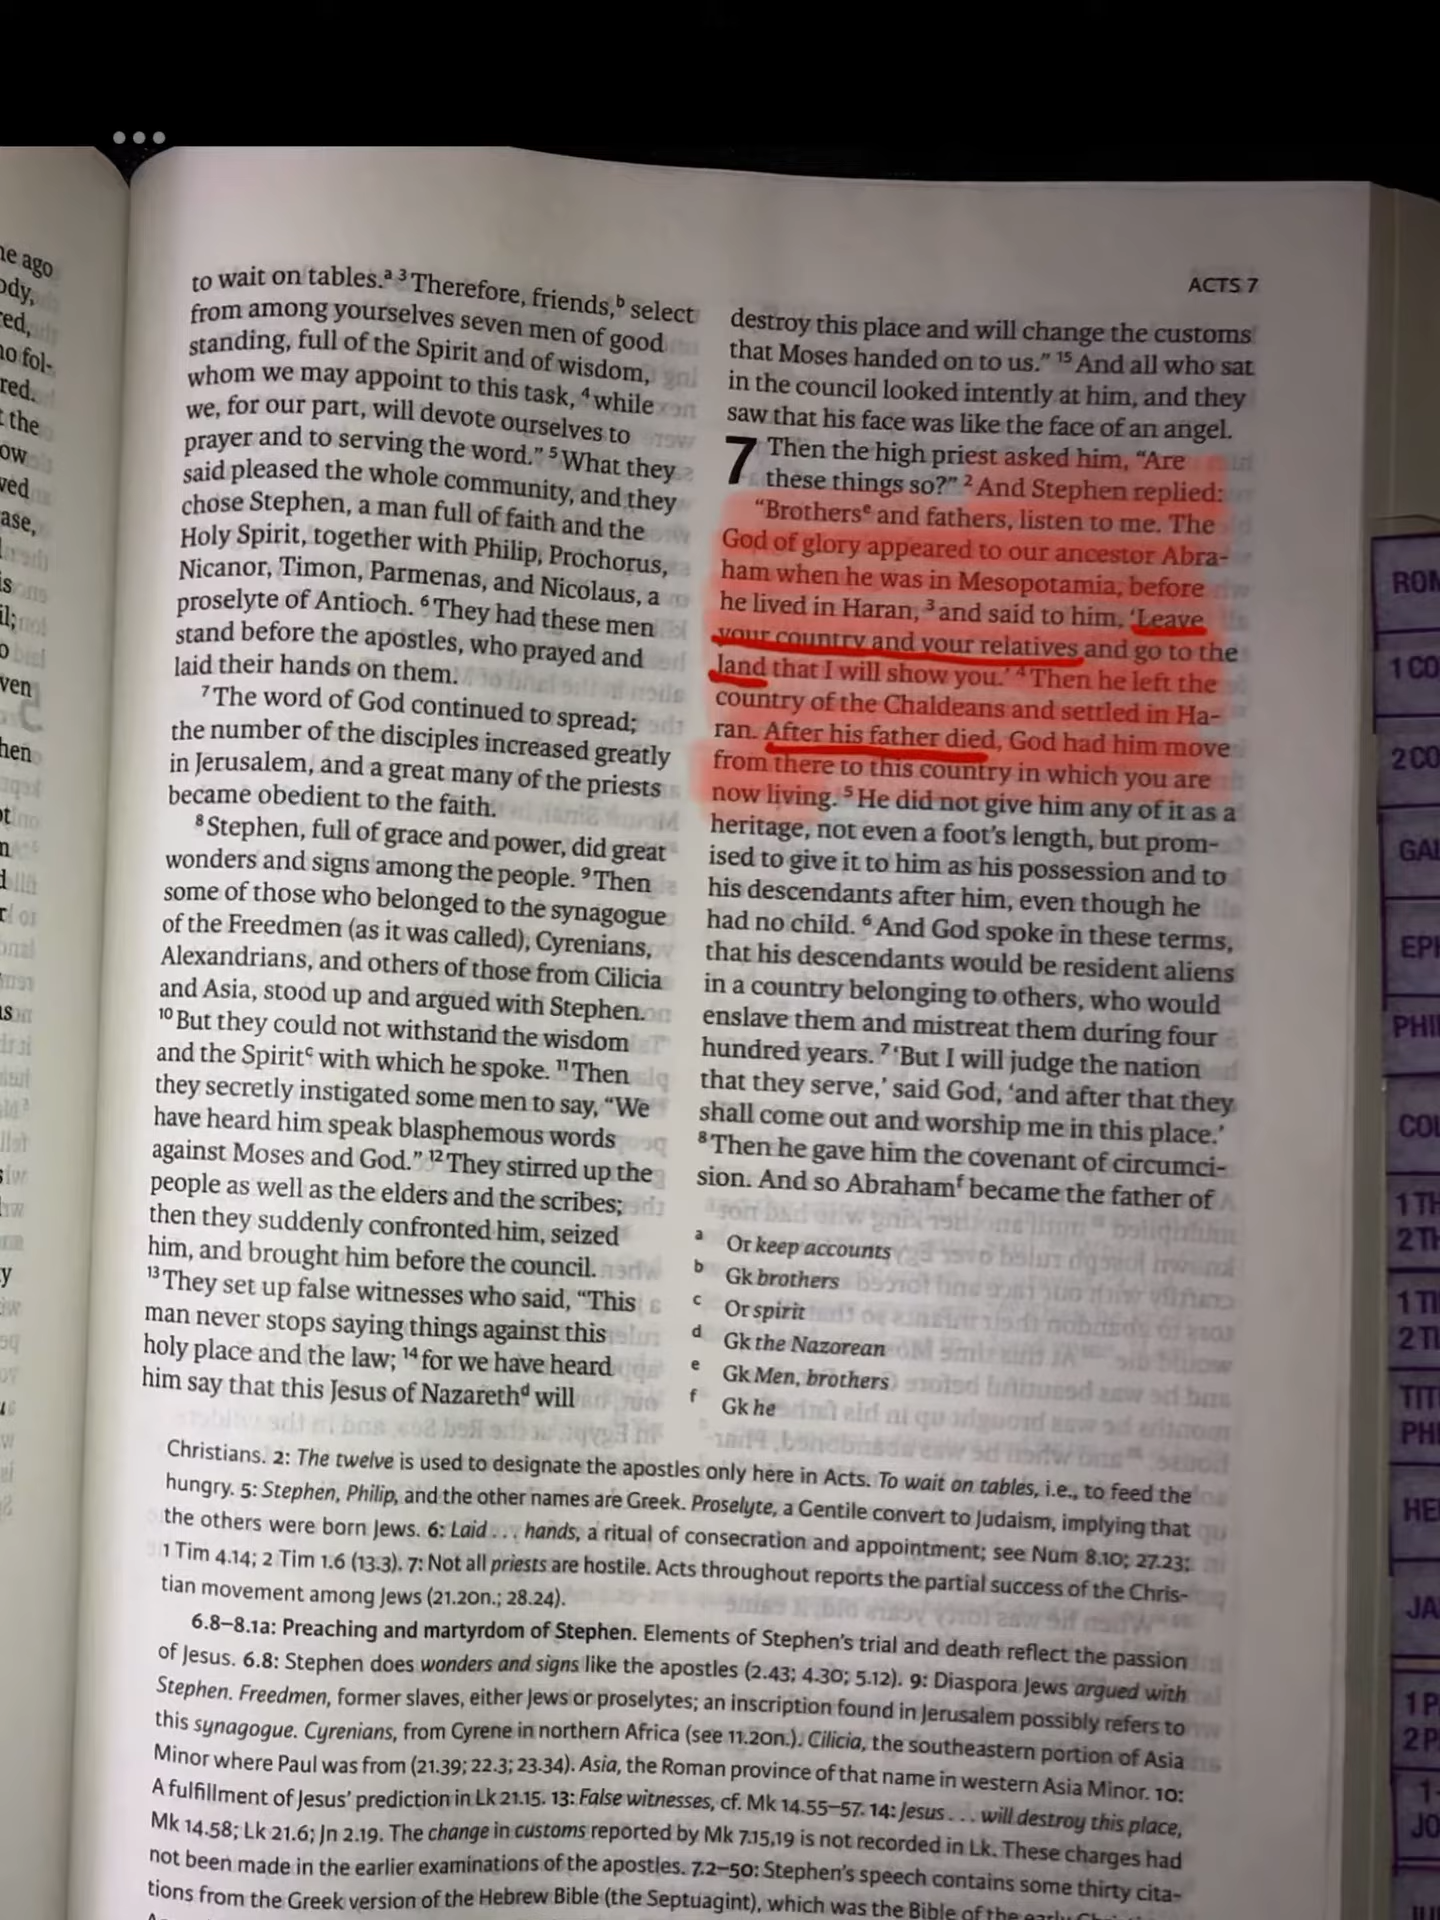 to wait on tables.ᵃ ³Therefore, friends,ᵇ select
from among yourselves seven men of good
standing, full of the Spirit and of wisdom,
whom we may appoint to this task, ⁴while
we, for our part, will devote ourselves to
prayer and to serving the word.” ⁵What they
said pleased the whole community, and they
chose Stephen, a man full of faith and the
Holy Spirit, together with Philip, Prochorus,
Nicanor, Timon, Parmenas, and Nicolaus, a
proselyte of Antioch. ⁶They had these men
stand before the apostles, who prayed and
laid their hands on them.
⁷The word of God continued to spread;
the number of the disciples increased greatly
in Jerusalem, and a great many of the priests
became obedient to the faith.
⁸Stephen, full of grace and power, did great
wonders and signs among the people. ⁹Then
some of those who belonged to the synagogue
of the Freedmen (as it was called), Cyrenians,
Alexandrians, and others of those from Cilicia
and Asia, stood up and argued with Stephen.
¹⁰But they could not withstand the wisdom
and the Spiritᶜ with which he spoke. ¹¹Then
they secretly instigated some men to say, “We
have heard him speak blasphemous words
against Moses and God.” ¹²They stirred up the
people as well as the elders and the scribes;
then they suddenly confronted him, seized
him, and brought him before the council.
¹³They set up false witnesses who said, “This
man never stops saying things against this
holy place and the law; ¹⁴for we have heard
him say that this Jesus of Nazarethᵈ will
ACTS 7
destroy this place and will change the customs
that Moses handed on to us.” ¹⁵And all who sat
in the council looked intently at him, and they
saw that his face was like the face of an angel.
7 Then the high priest asked him, “Are
these things so?” ²And Stephen replied:
“Brothersᵉ and fathers, listen to me. The
God of glory appeared to our ancestor Abra-
ham when he was in Mesopotamia, before
he lived in Haran, ³and said to him, ‘Leave
your country and your relatives and go to the
land that I will show you.’ ⁴Then he left the
country of the Chaldeans and settled in Ha-
ran. After his father died, God had him move
from there to this country in which you are
now living. ⁵He did not give him any of it as a
heritage, not even a foot’s length, but prom-
ised to give it to him as his possession and to
his descendants after him, even though he
had no child. ⁶And God spoke in these terms,
that his descendants would be resident aliens
in a country belonging to others, who would
enslave them and mistreat them during four
hundred years. ⁷‘But I will judge the nation
that they serve,’ said God, ‘and after that they
shall come out and worship me in this place.’
⁸Then he gave him the covenant of circumci-
sion. And so Abrahamᶠ became the father of
a Or keep accounts
b Gk brothers
c Or spirit
d Gk the Nazorean
e Gk Men, brothers
f Gk he
Christians. 2: The twelve is used to designate the apostles only here in Acts. To wait on tables, i.e., to feed the
hungry. 5: Stephen, Philip, and the other names are Greek. Proselyte, a Gentile convert to Judaism, implying that
the others were born Jews. 6: Laid . . . hands, a ritual of consecration and appointment; see Num 8.10; 27.23;
1 Tim 4.14; 2 Tim 1.6 (13.3). 7: Not all priests are hostile. Acts throughout reports the partial success of the Chris-
tian movement among Jews (21.20n.; 28.24).
6.8–8.1a: Preaching and martyrdom of Stephen. Elements of Stephen’s trial and death reflect the passion
of Jesus. 6.8: Stephen does wonders and signs like the apostles (2.43; 4.30; 5.12). 9: Diaspora Jews argued with
Stephen. Freedmen, former slaves, either Jews or proselytes; an inscription found in Jerusalem possibly refers to
this synagogue. Cyrenians, from Cyrene in northern Africa (see 11.20n.). Cilicia, the southeastern portion of Asia
Minor where Paul was from (21.39; 22.3; 23.34). Asia, the Roman province of that name in western Asia Minor. 10:
A fulfillment of Jesus’ prediction in Lk 21.15. 13: False witnesses, cf. Mk 14.55–57. 14: Jesus . . . will destroy this place,
Mk 14.58; Lk 21.6; Jn 2.19. The change in customs reported by Mk 7.15,19 is not recorded in Lk. These charges had
not been made in the earlier examinations of the apostles. 7.2–50: Stephen’s speech contains some thirty cita-
tions from the Greek version of the Hebrew Bible (the Septuagint), which was the Bible of the early
ROM
1 CO
2 CO
GAL
EPH
PHI
COL
1 TH
2 TH
1 TI
2 TI
TIT
PHI
HE
JA
1 P
2 P
1
JO